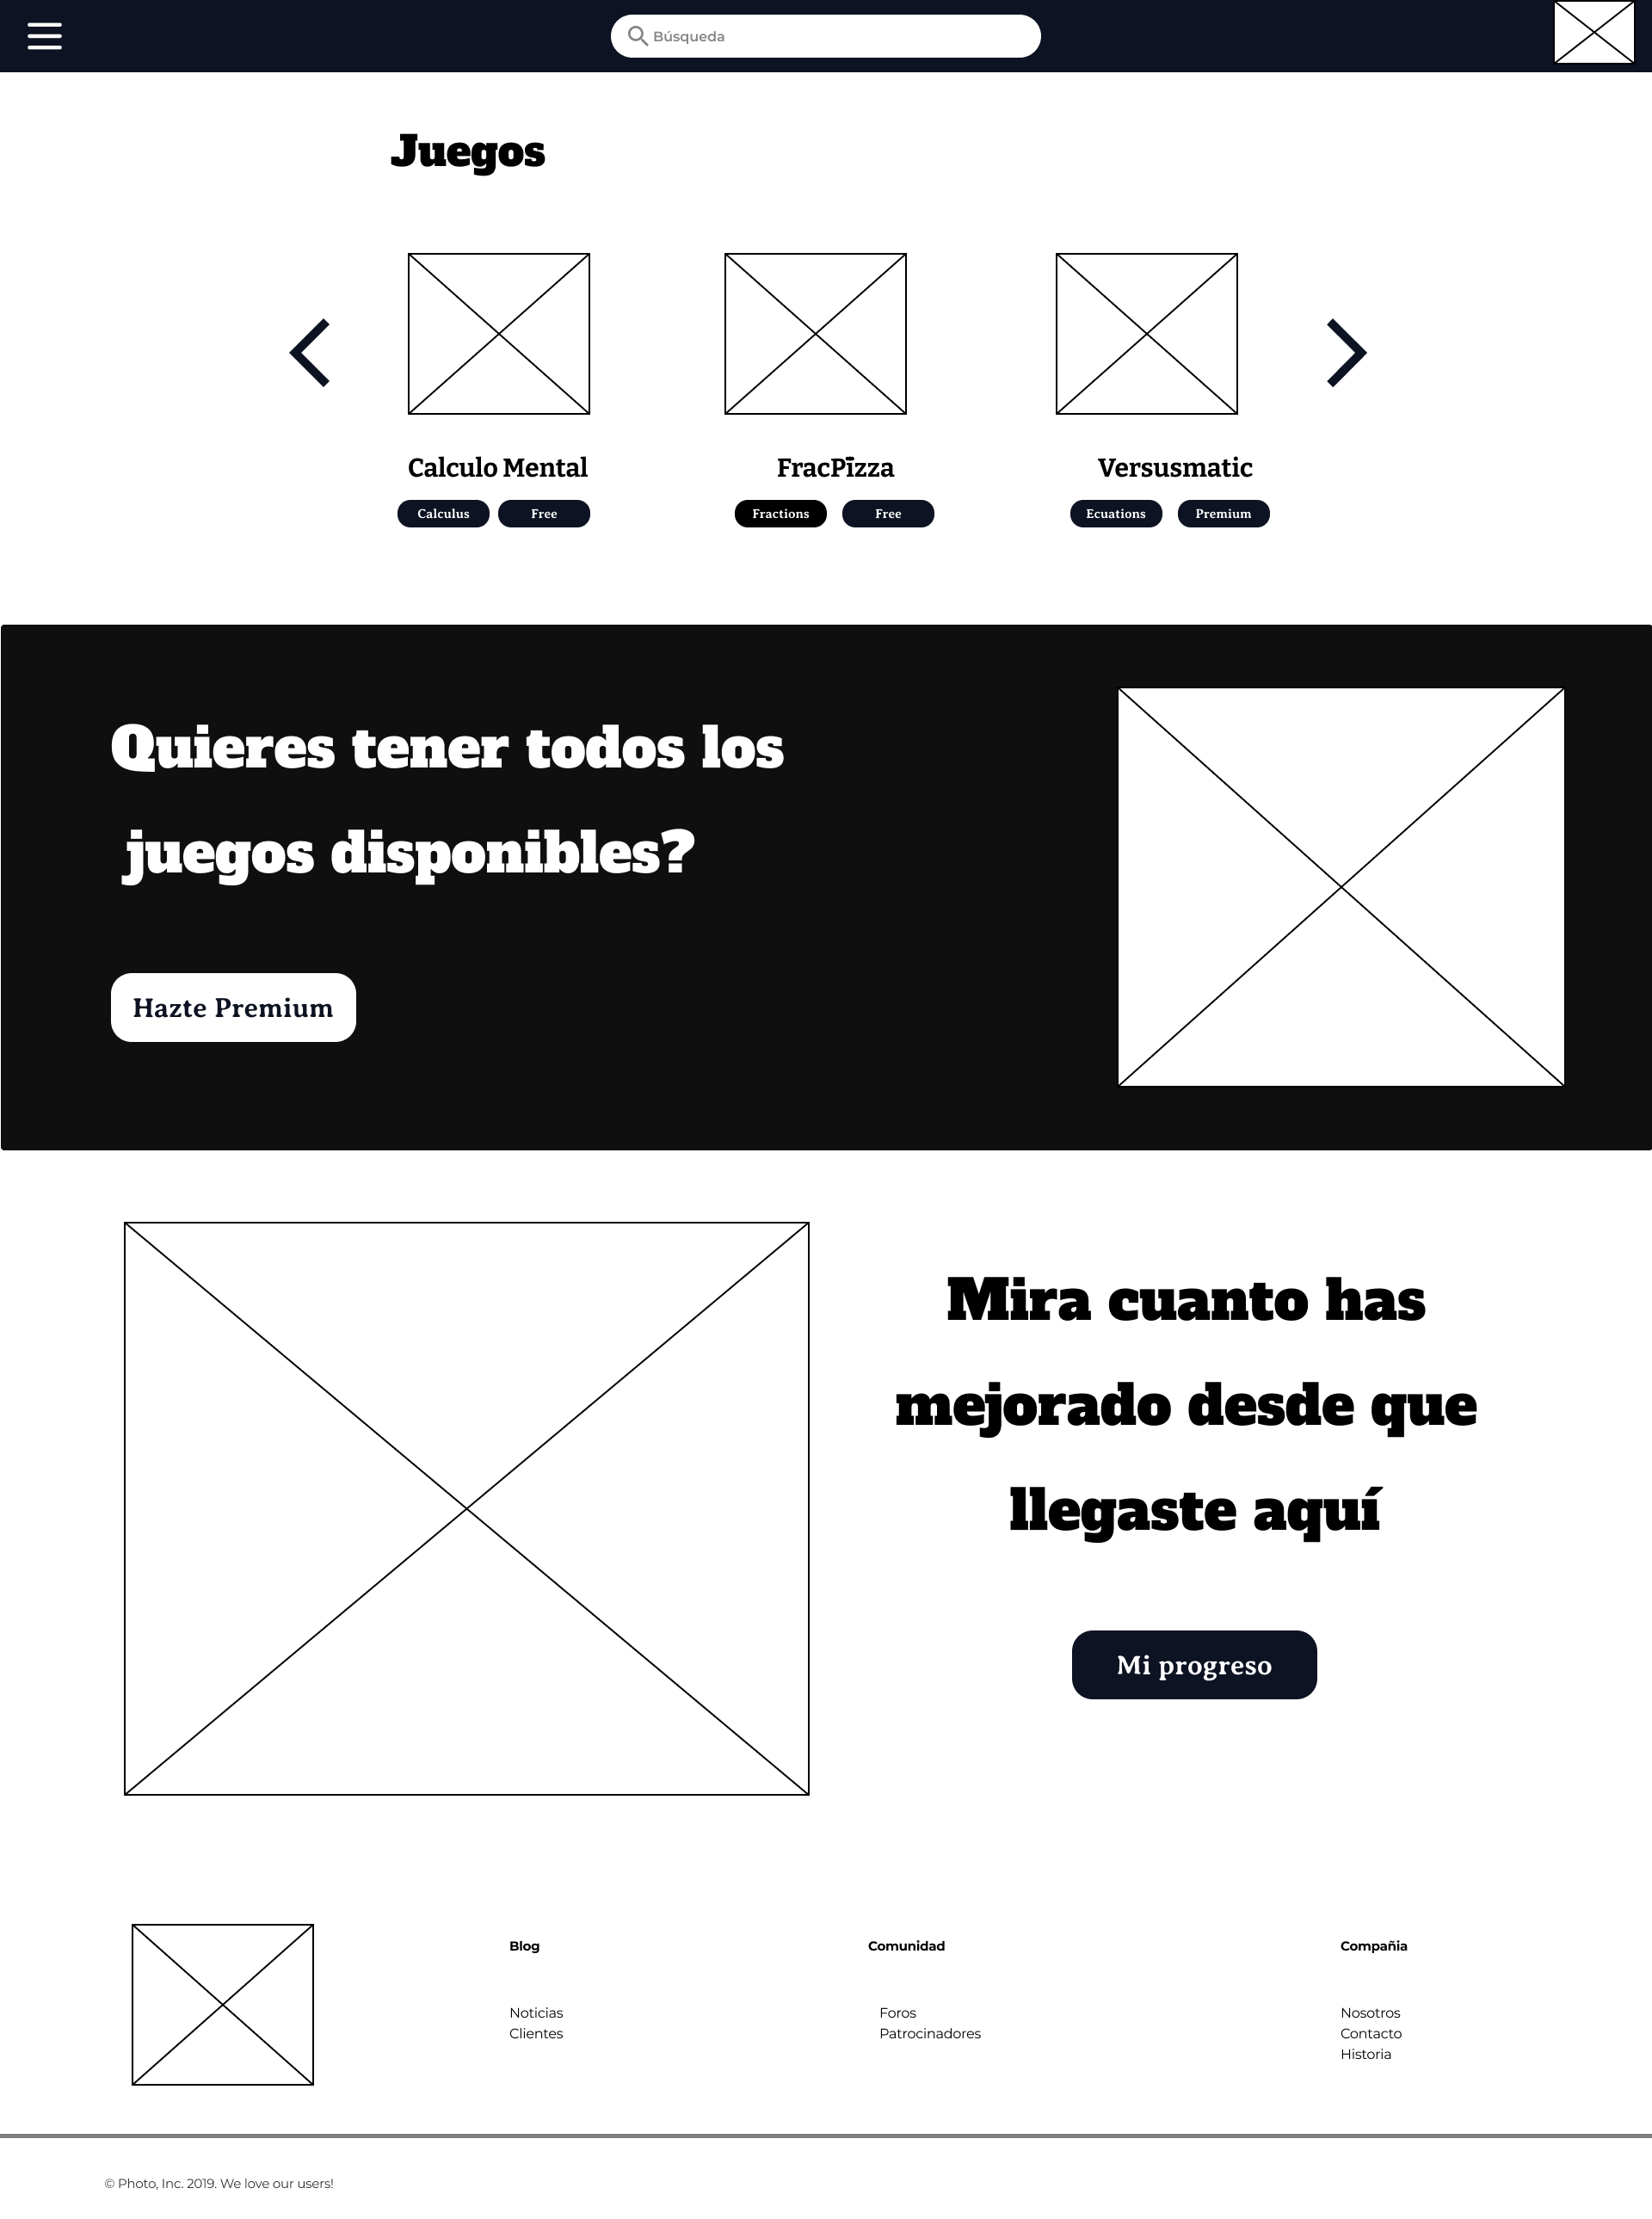 Búsqueda
Juegos
Calculo Mental
FracPizza
Versusmatic
Calculus
Free
Fractions
Free
Ecuations
Premium
Quieres tener todos los
juegos disponibles?
Hazte Premium
Mira cuanto has
mejorado desde que
llegaste aquí
Mi progreso
Blog
Comunidad
Compañia
Noticias
Clientes
Foros
Patrocinadores
Nosotros
Contacto
Historia
© Photo, Inc. 2019. We love our users!